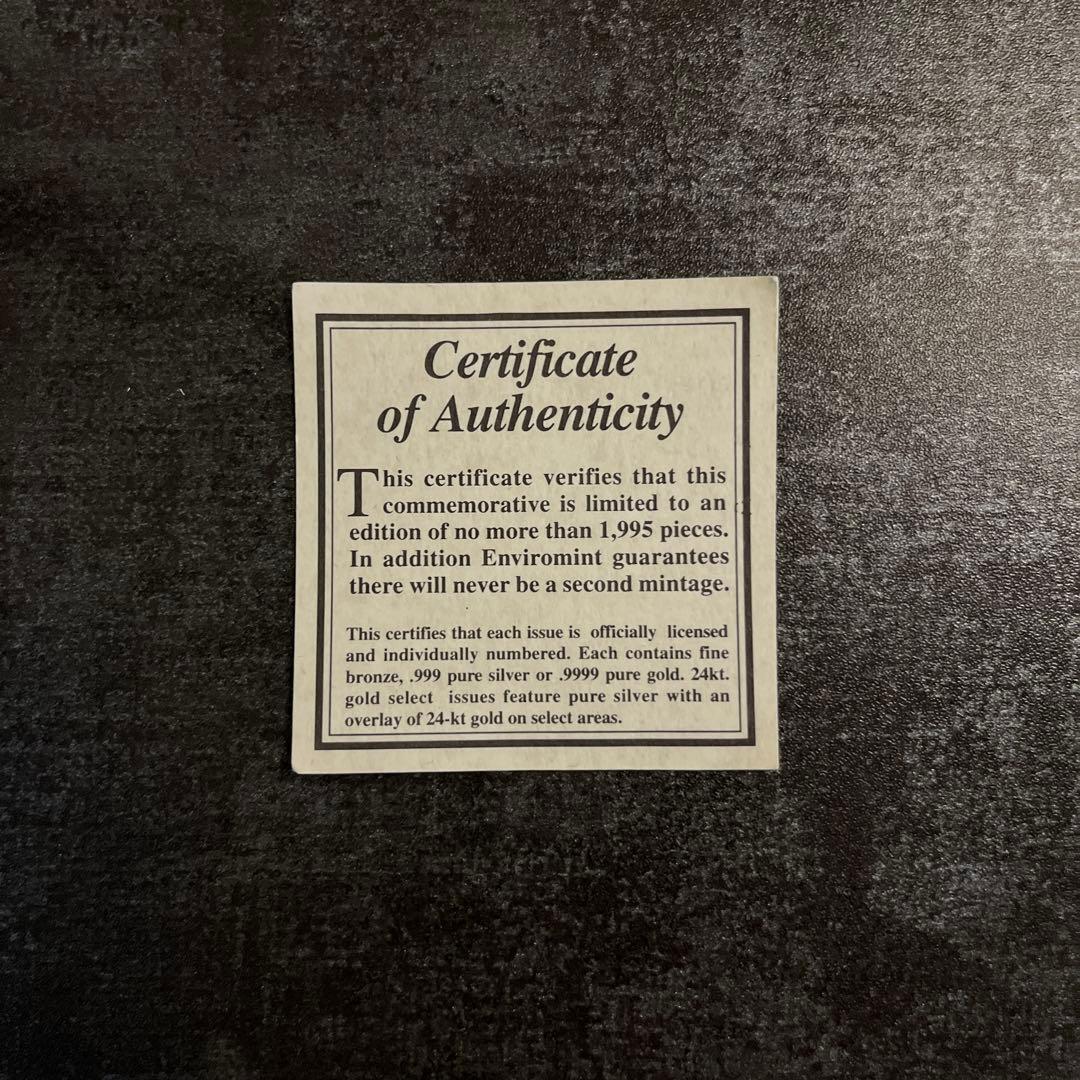 Certificate
of Authenticity
This certificate verifies that this
commemorative is limited to an
edition of no more than 1,995 pieces.
In addition Enviromint guarantees
there will never be a second mintage.
This certifies that each issue is officially licensed
and individually numbered. Each contains fine
bronze, .999 pure silver or .9999 pure gold. 24kt.
gold select issues feature pure silver with an
overlay of 24-kt gold on select areas.